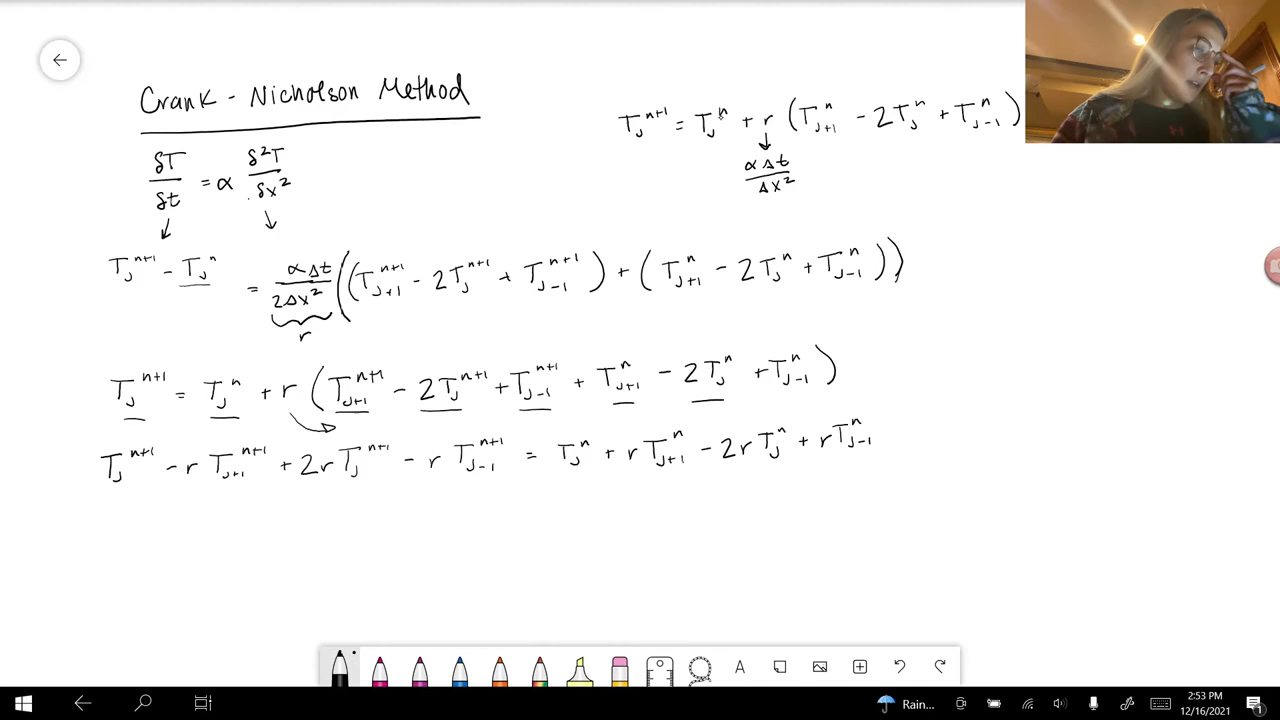 Crank - Nicholson Method
T_j^{n+1} = T_j^n + r (T_{j+1}^n - 2T_j^n + T_{j-1}^n)
↓
αΔt / Δx²
δT/δt = α δ²T/δx²
↓ ↓
T_j^{n+1} - T_j^n = αΔt/2Δx² ((T_{j+1}^{n+1} - 2T_j^{n+1} + T_{j-1}^{n+1}) + (T_{j+1}^n - 2T_j^n + T_{j-1}^n))
r
T_j^{n+1} = T_j^n + r (T_{j+1}^{n+1} - 2T_j^{n+1} + T_{j-1}^{n+1} + T_{j+1}^n - 2T_j^n + T_{j-1}^n)
T_j^{n+1} - r T_{j+1}^{n+1} + 2r T_j^{n+1} - r T_{j-1}^{n+1} = T_j^n + r T_{j+1}^n - 2r T_j^n + r T_{j-1}^n
A
Rain...
2:53 PM
12/16/2021
1